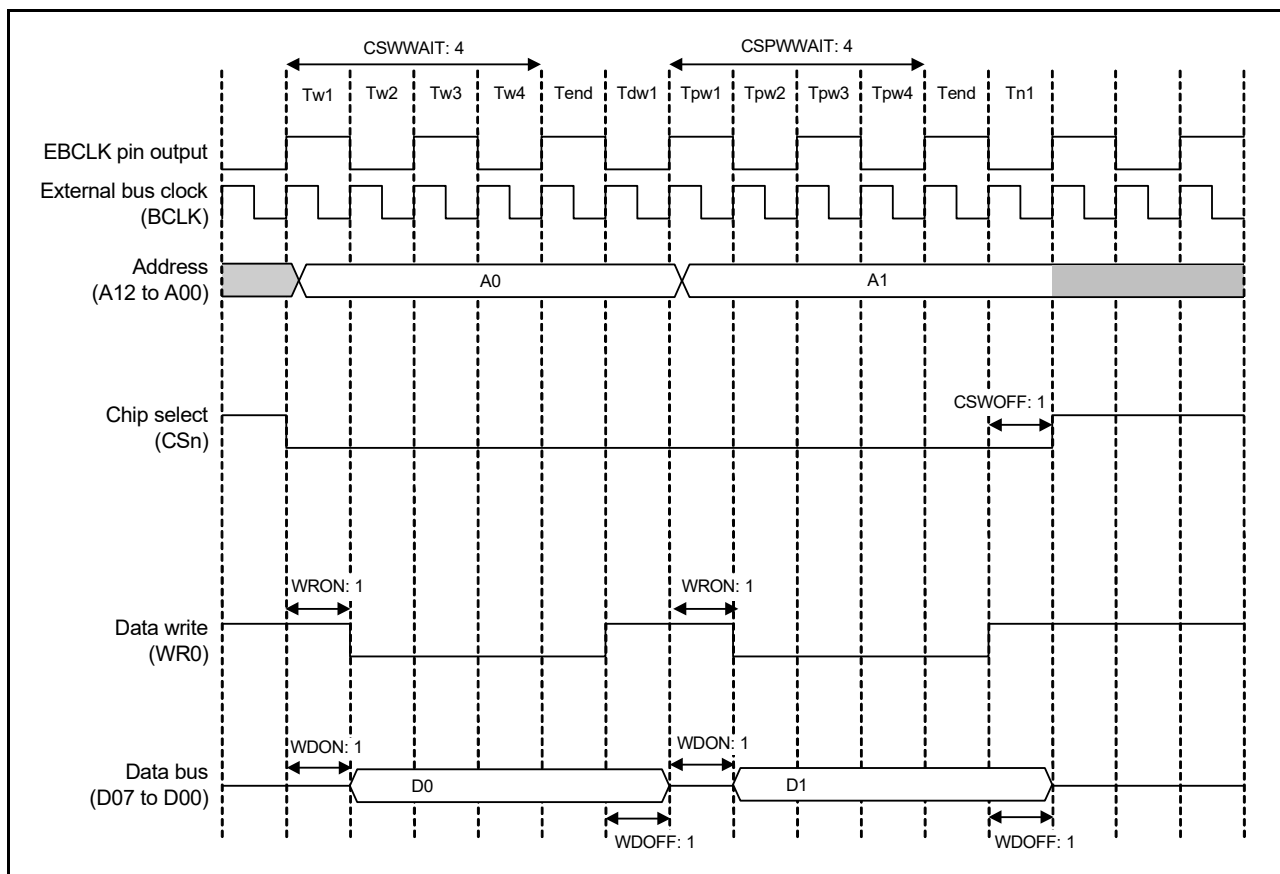 CSWWAIT: 4
CSPWWAIT: 4
Tw1 Tw2 Tw3 Tw4 Tend Tdw1 Tpw1 Tpw2 Tpw3 Tpw4 Tend Tn1
EBCLK pin output
External bus clock
(BCLK)
Address
(A12 to A00)
A0
A1
Chip select
(CSn)
CSWOFF: 1
WRON: 1
WRON: 1
Data write
(WR0)
WDON: 1
WDON: 1
Data bus
(D07 to D00)
D0
D1
WDOFF: 1
WDOFF: 1